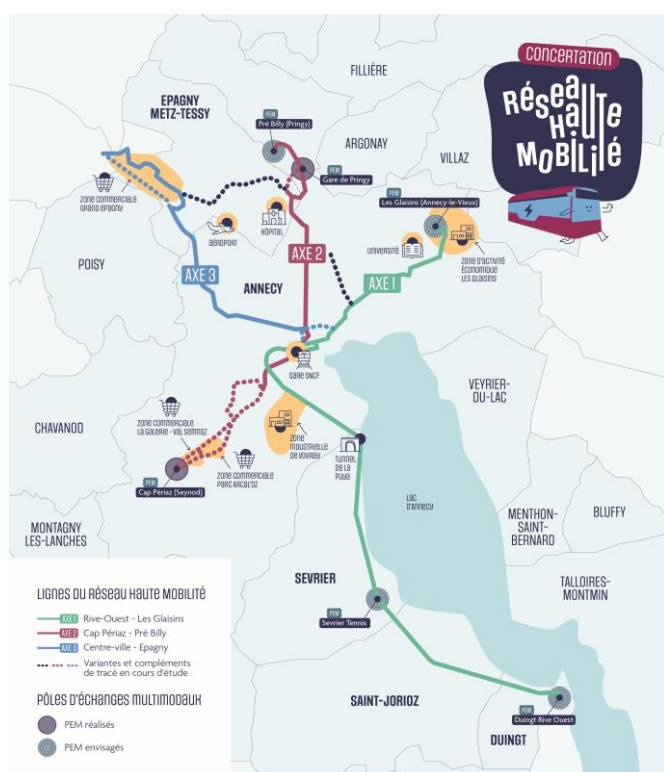 CONCERTATION
Réseau
Haute
Mobilité
FILLIÈRE
EPAGNY
METZ-TESSY
PEM
Pré Billy (Pringy)
ARGONAY
PEM
Gare de Pringy
VILLAZ
PEM
Les Glaisins (Annecy-le-Vieux)
ZONE COMMERCIALE
GRAND EPAGNY
AÉROPORT
HÔPITAL
UNIVERSITÉ
ZONE D'ACTIVITÉ
ÉCONOMIQUE
LES GLAISINS
POISY
AXE 3
ANNECY
AXE 2
AXE 1
GARE SNCF
VEYRIER-
DU-LAC
CHAVANOD
ZONE COMMERCIALE
LA GALERIE - VAL SEMNOZ
ZONE
INDUSTRIELLE
DE VOVRAY
TUNNEL
DE LA
PUYA
PEM
Cap Périaz (Seynod)
ZONE COMMERCIALE
PARC ARCAL'OZ
LAC
D'ANNECY
MONTAGNY
LES-LANCHES
MENTHON-
SAINT-
BERNARD
BLUFFY
TALLOIRES-
MONTMIN
SEVRIER
PEM
Sevrier Tennis
SAINT-JORIOZ
PEM
Duingt Rive Ouest
DUINGT
LIGNES DU RÉSEAU HAUTE MOBILITÉ
AXE 1 Rive-Ouest - Les Glaisins
AXE 2 Cap Périaz - Pré Billy
AXE 3 Centre-ville - Epagny
Variantes et compléments
de tracé en cours d'étude
PÔLES D'ÉCHANGES MULTIMODAUX
PEM réalisés
PEM envisagés